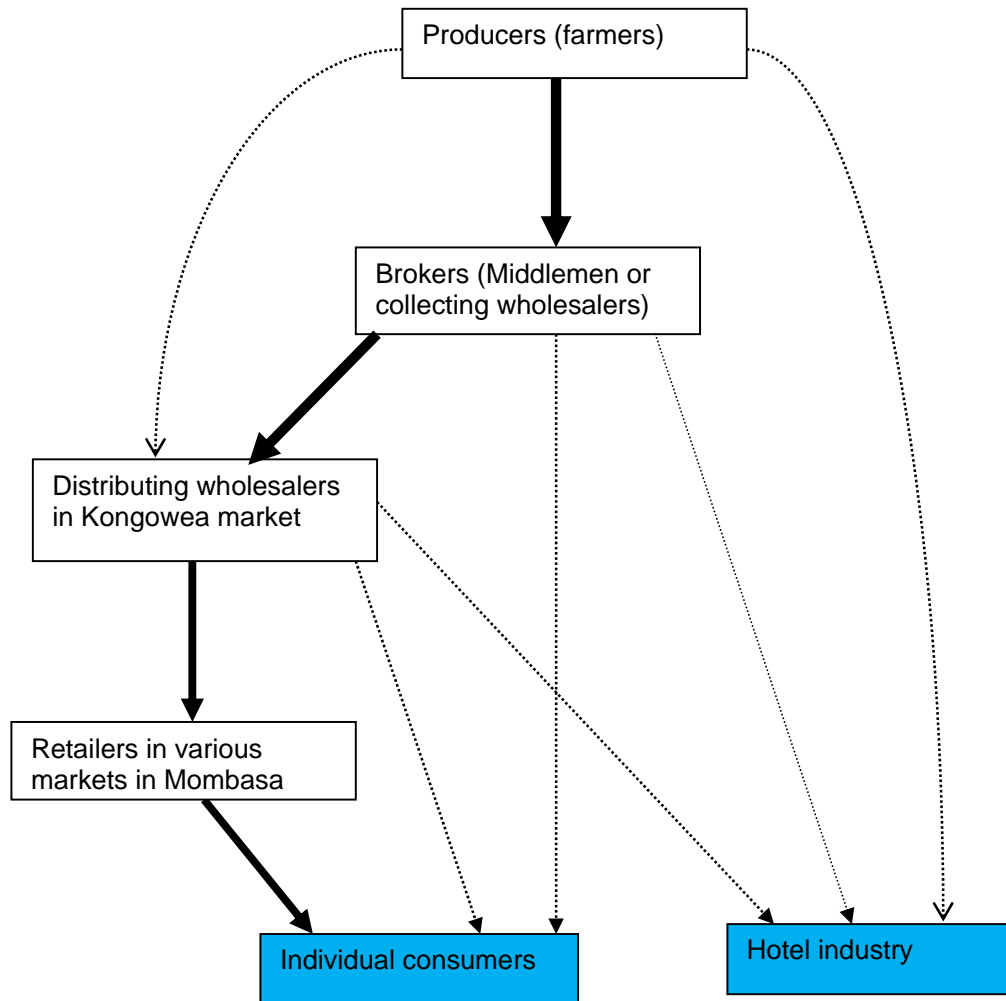 Producers (farmers)
Brokers (Middlemen or
collecting wholesalers)
Distributing wholesalers
in Kongowea market
Retailers in various
markets in Mombasa
Individual consumers
Hotel industry